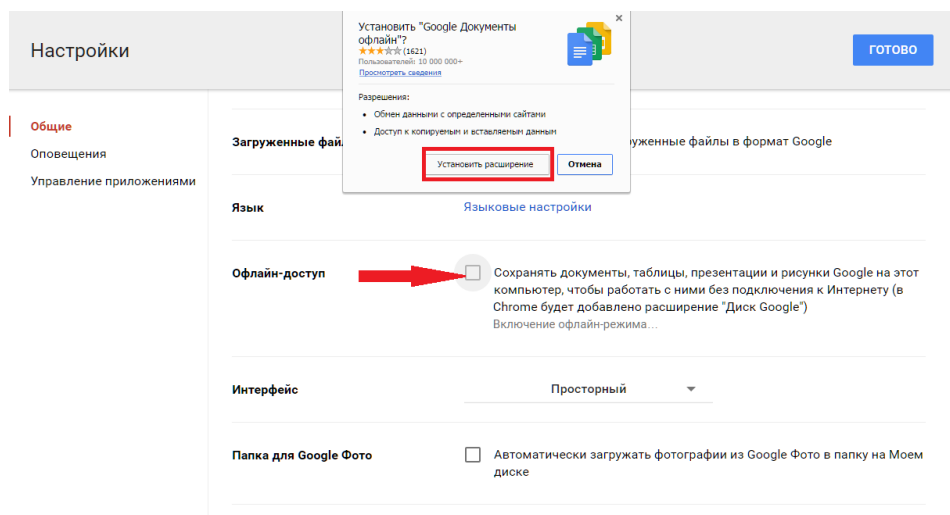 Настройки
Установить "Google Документы
офлайн"?
(1621)
Пользователей: 10 000 000+
Просмотреть сведения
Разрешения:
• Обмен данными с определенными сайтами
• Доступ к копируемым и вставляемым данным
Установить расширение
Отмена
ГОТОВО
Общие
Оповещения
Управление приложениями
Загруженные фай
руженные файлы в формат Google
Язык
Языковые настройки
Офлайн-доступ
Сохранять документы, таблицы, презентации и рисунки Google на этот
компьютер, чтобы работать с ними без подключения к Интернету (в
Chrome будет добавлено расширение "Диск Google")
Включение офлайн-режима...
Интерфейс
Просторный
Папка для Google Фото
Автоматически загружать фотографии из Google Фото в папку на Моем
диске